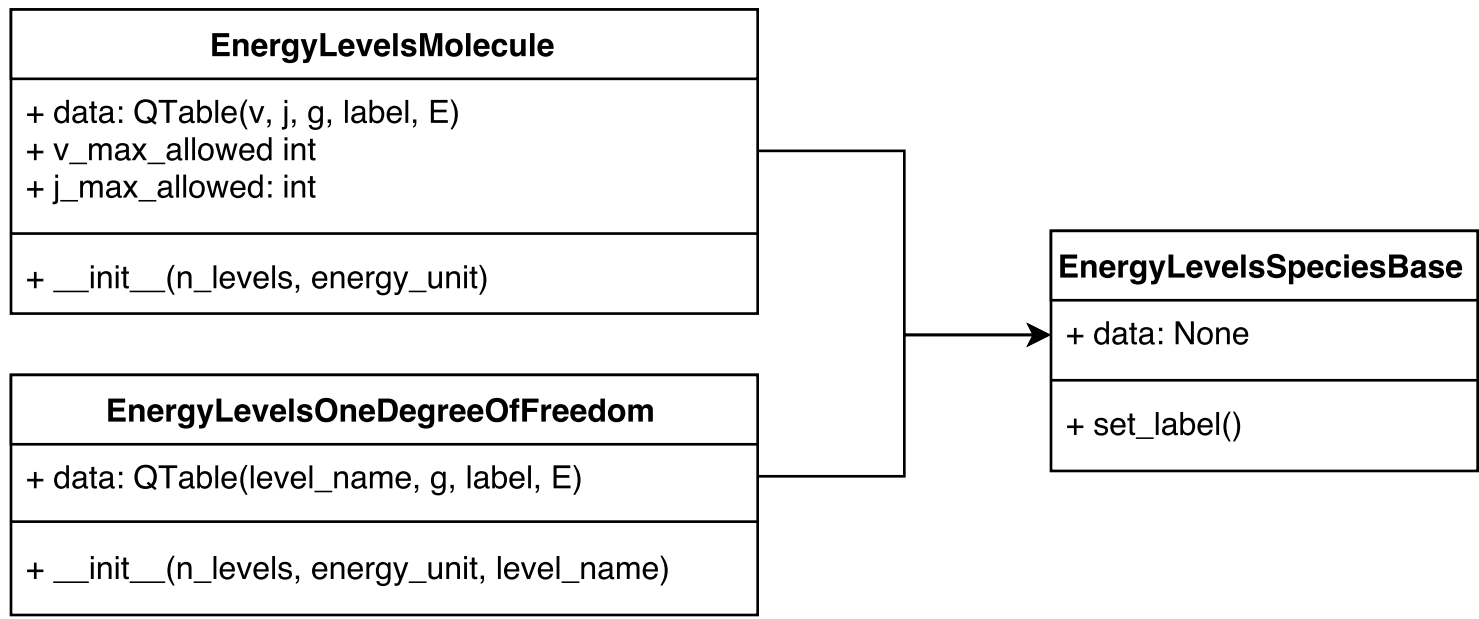 EnergyLevelsMolecule
+ data: QTable(v, j, g, label, E)
+ v_max_allowed int
+ j_max_allowed: int
+ __init__(n_levels, energy_unit)
EnergyLevelsOneDegreeOfFreedom
+ data: QTable(level_name, g, label, E)
+ __init__(n_levels, energy_unit, level_name)
EnergyLevelsSpeciesBase
+ data: None
+ set_label()